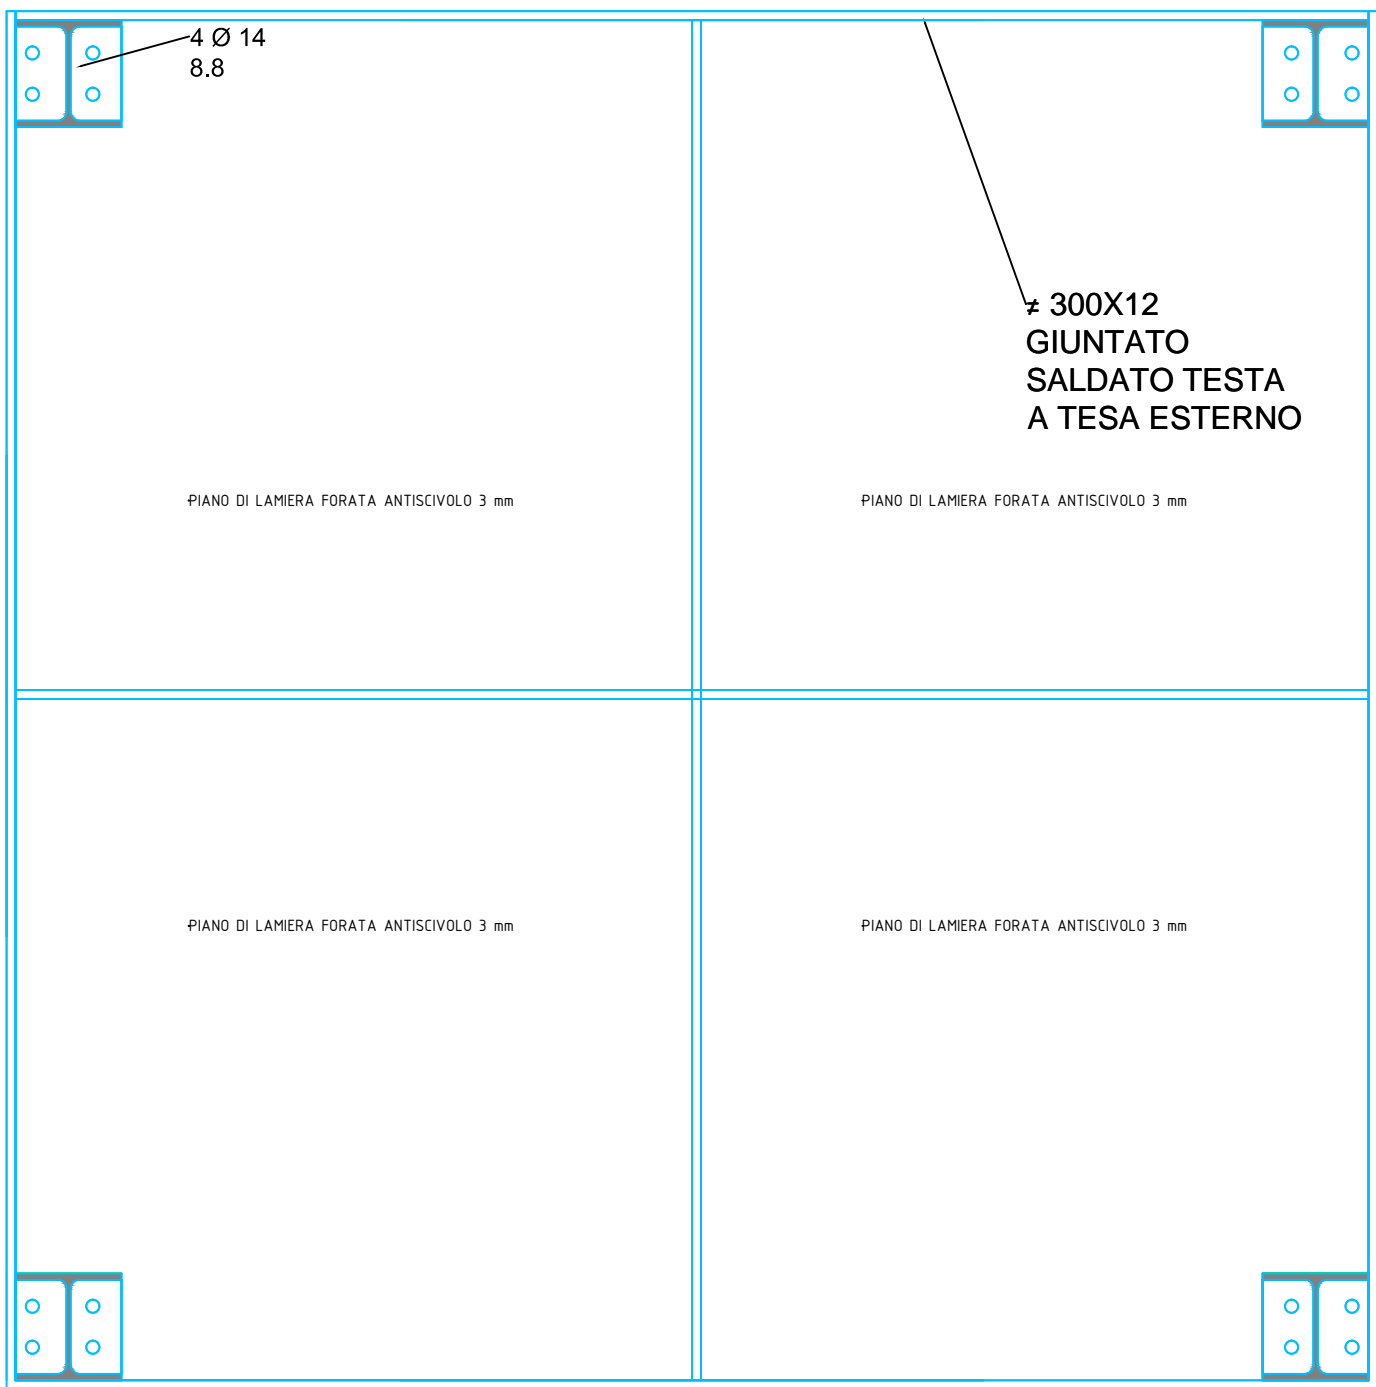 4 Ø 14
8.8
≠ 300X12
GIUNTATO
SALDATO TESTA
A TESA ESTERNO
PIANO DI LAMIERA FORATA ANTISCIVOLO 3 mm
PIANO DI LAMIERA FORATA ANTISCIVOLO 3 mm
PIANO DI LAMIERA FORATA ANTISCIVOLO 3 mm
PIANO DI LAMIERA FORATA ANTISCIVOLO 3 mm